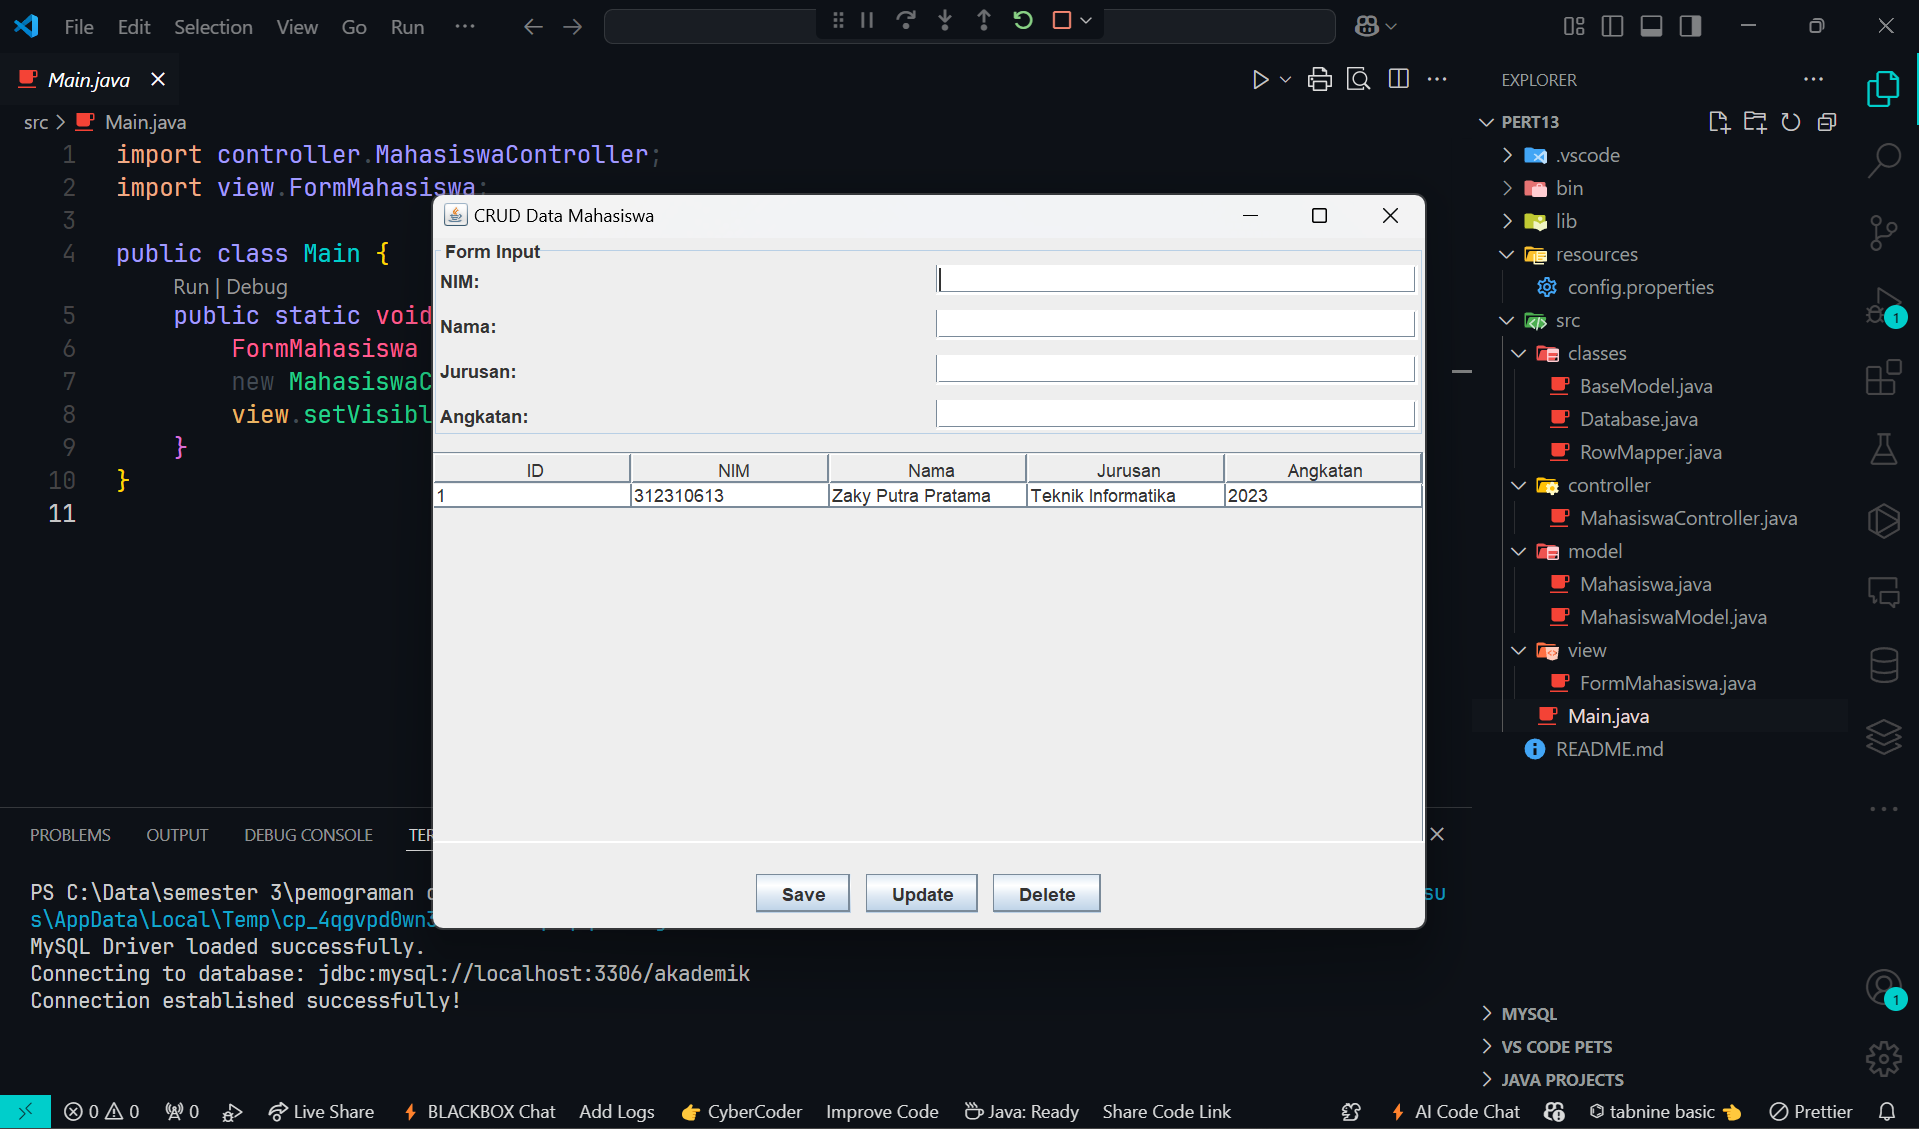 File Edit Selection View Go Run ...
Main.java
src > Main.java
1 import controller.MahasiswaController;
2 import view.FormMahasiswa;
3
4 public class Main {
Run | Debug
5 public static void
6 FormMahasiswa
7 new MahasiswaC
8 view.setVisibl
9 }
10 }
11
CRUD Data Mahasiswa
Form Input
NIM:
Nama:
Jurusan:
Angkatan:
ID NIM Nama Jurusan Angkatan
1 312310613 Zaky Putra Pratama Teknik Informatika 2023
Save Update Delete
PROBLEMS OUTPUT DEBUG CONSOLE TER
PS C:\Data\semester 3\pemograman
s\AppData\Local\Temp\cp_4qgvpd0wn3
su
MySQL Driver loaded successfully.
Connecting to database: jdbc:mysql://localhost:3306/akademik
Connection established successfully!
EXPLORER
PERT13
.vscode
bin
lib
resources
config.properties
src
classes
BaseModel.java
Database.java
RowMapper.java
controller
MahasiswaController.java
model
Mahasiswa.java
MahasiswaModel.java
view
FormMahasiswa.java
Main.java
README.md
MYSQL
VS CODE PETS
JAVA PROJECTS
1
1
0 0 0 Live Share BLACKBOX Chat Add Logs 👉 CyberCoder Improve Code Java: Ready Share Code Link AI Code Chat tabnine basic 👈 Prettier